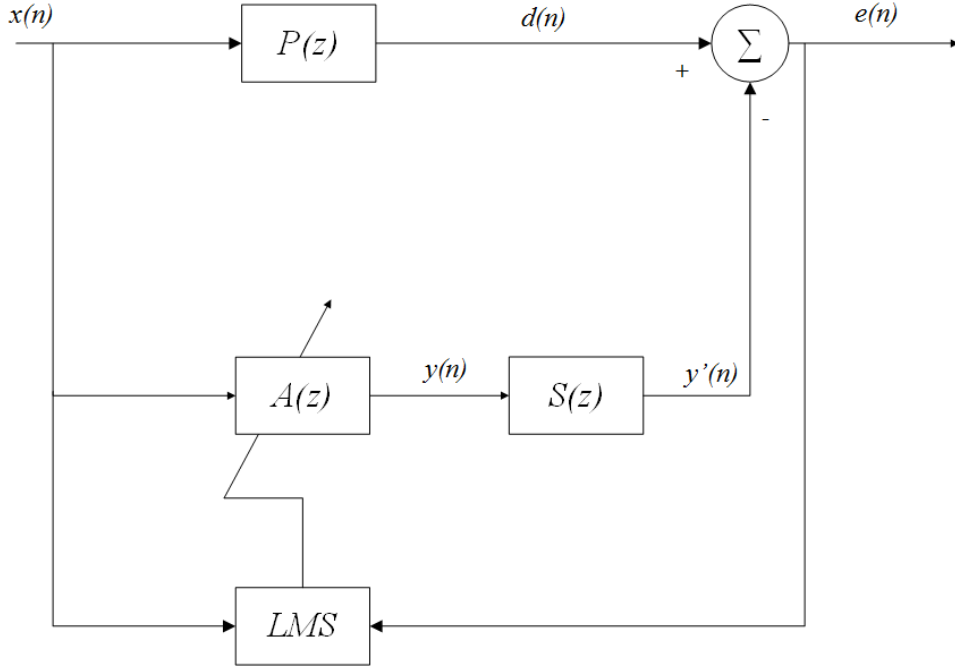 x(n)
P(z)
d(n)
Σ
e(n)
+
-
A(z)
y(n)
S(z)
y’(n)
LMS